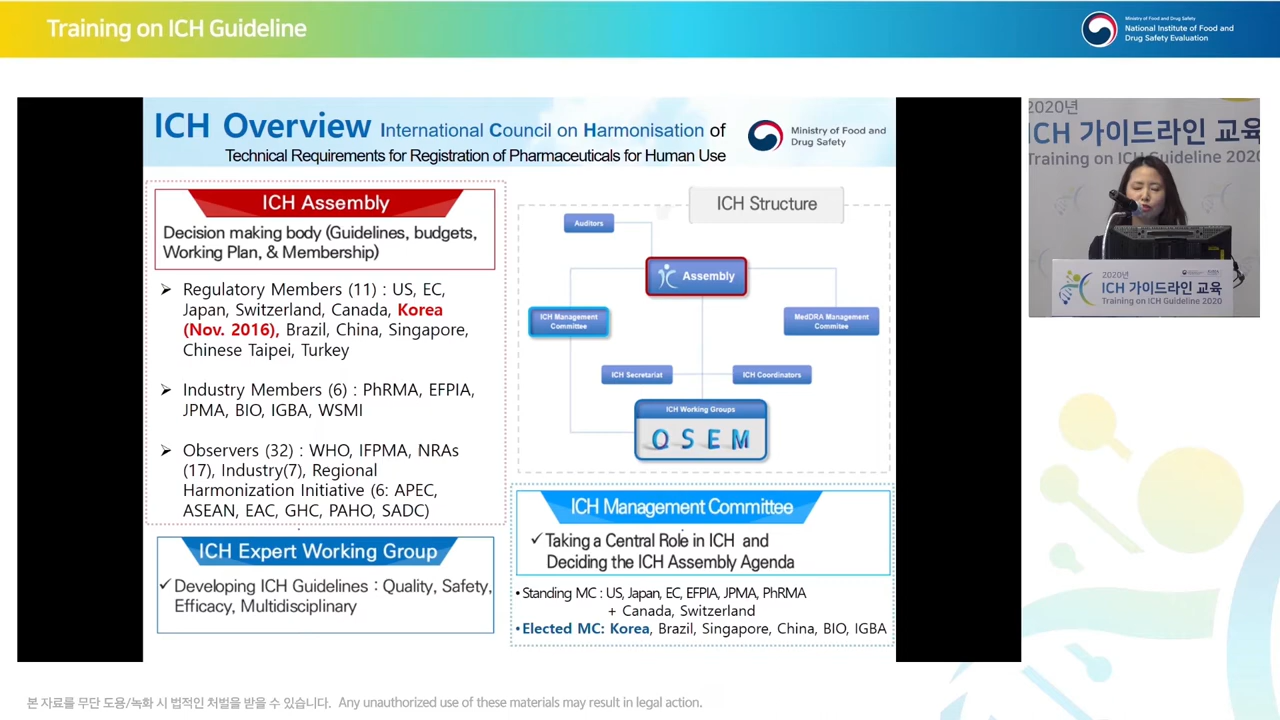 Training on ICH Guideline
Ministry of Food and Drug Safety
National Institute of Food and
Drug Safety Evaluation
ICH Overview International Council on Harmonisation of
Technical Requirements for Registration of Pharmaceuticals for Human Use
Ministry of Food and
Drug Safety
ICH Assembly
Decision making body (Guidelines, budgets,
Working Plan, & Membership)
➢ Regulatory Members (11) : US, EC,
Japan, Switzerland, Canada, Korea
(Nov. 2016), Brazil, China, Singapore,
Chinese Taipei, Turkey
➢ Industry Members (6) : PhRMA, EFPIA,
JPMA, BIO, IGBA, WSMI
➢ Observers (32) : WHO, IFPMA, NRAs
(17), Industry(7), Regional
Harmonization Initiative (6: APEC,
ASEAN, EAC, GHC, PAHO, SADC)
ICH Expert Working Group
✓ Developing ICH Guidelines : Quality, Safety,
Efficacy, Multidisciplinary
ICH Structure
Auditors
Assembly
ICH Management
Committee
MedDRA Management
Commitee
ICH Secretariat
ICH Coordinators
ICH Working Groups
Q S E M
ICH Management Committee
✓ Taking a Central Role in ICH and
Deciding the ICH Assembly Agenda
• Standing MC : US, Japan, EC, EFPIA, JPMA, PhRMA
+ Canada, Switzerland
• Elected MC: Korea, Brazil, Singapore, China, BIO, IGBA
2020년
ICH 가이드라인 교육
Training on ICH Guideline 2020
2020년
ICH 가이드라인 교육
Training on ICH Guideline 2020
본 자료를 무단 도용/녹화 시 법적인 처벌을 받을 수 있습니다. Any unauthorized use of these materials may result in legal action.